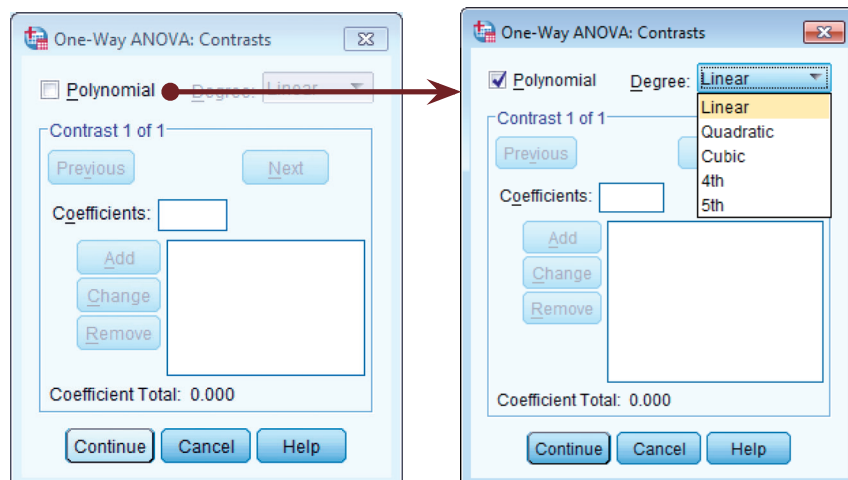 One-Way ANOVA: Contrasts
Polynomial Degree: Linear
Contrast 1 of 1
Previous Next
Coefficients:
Add
Change
Remove
Coefficient Total: 0.000
Continue Cancel Help
One-Way ANOVA: Contrasts
Polynomial Degree: Linear
Linear
Quadratic
Cubic
4th
5th
Contrast 1 of 1
Previous
Coefficients:
Add
Change
Remove
Coefficient Total: 0.000
Continue Cancel Help